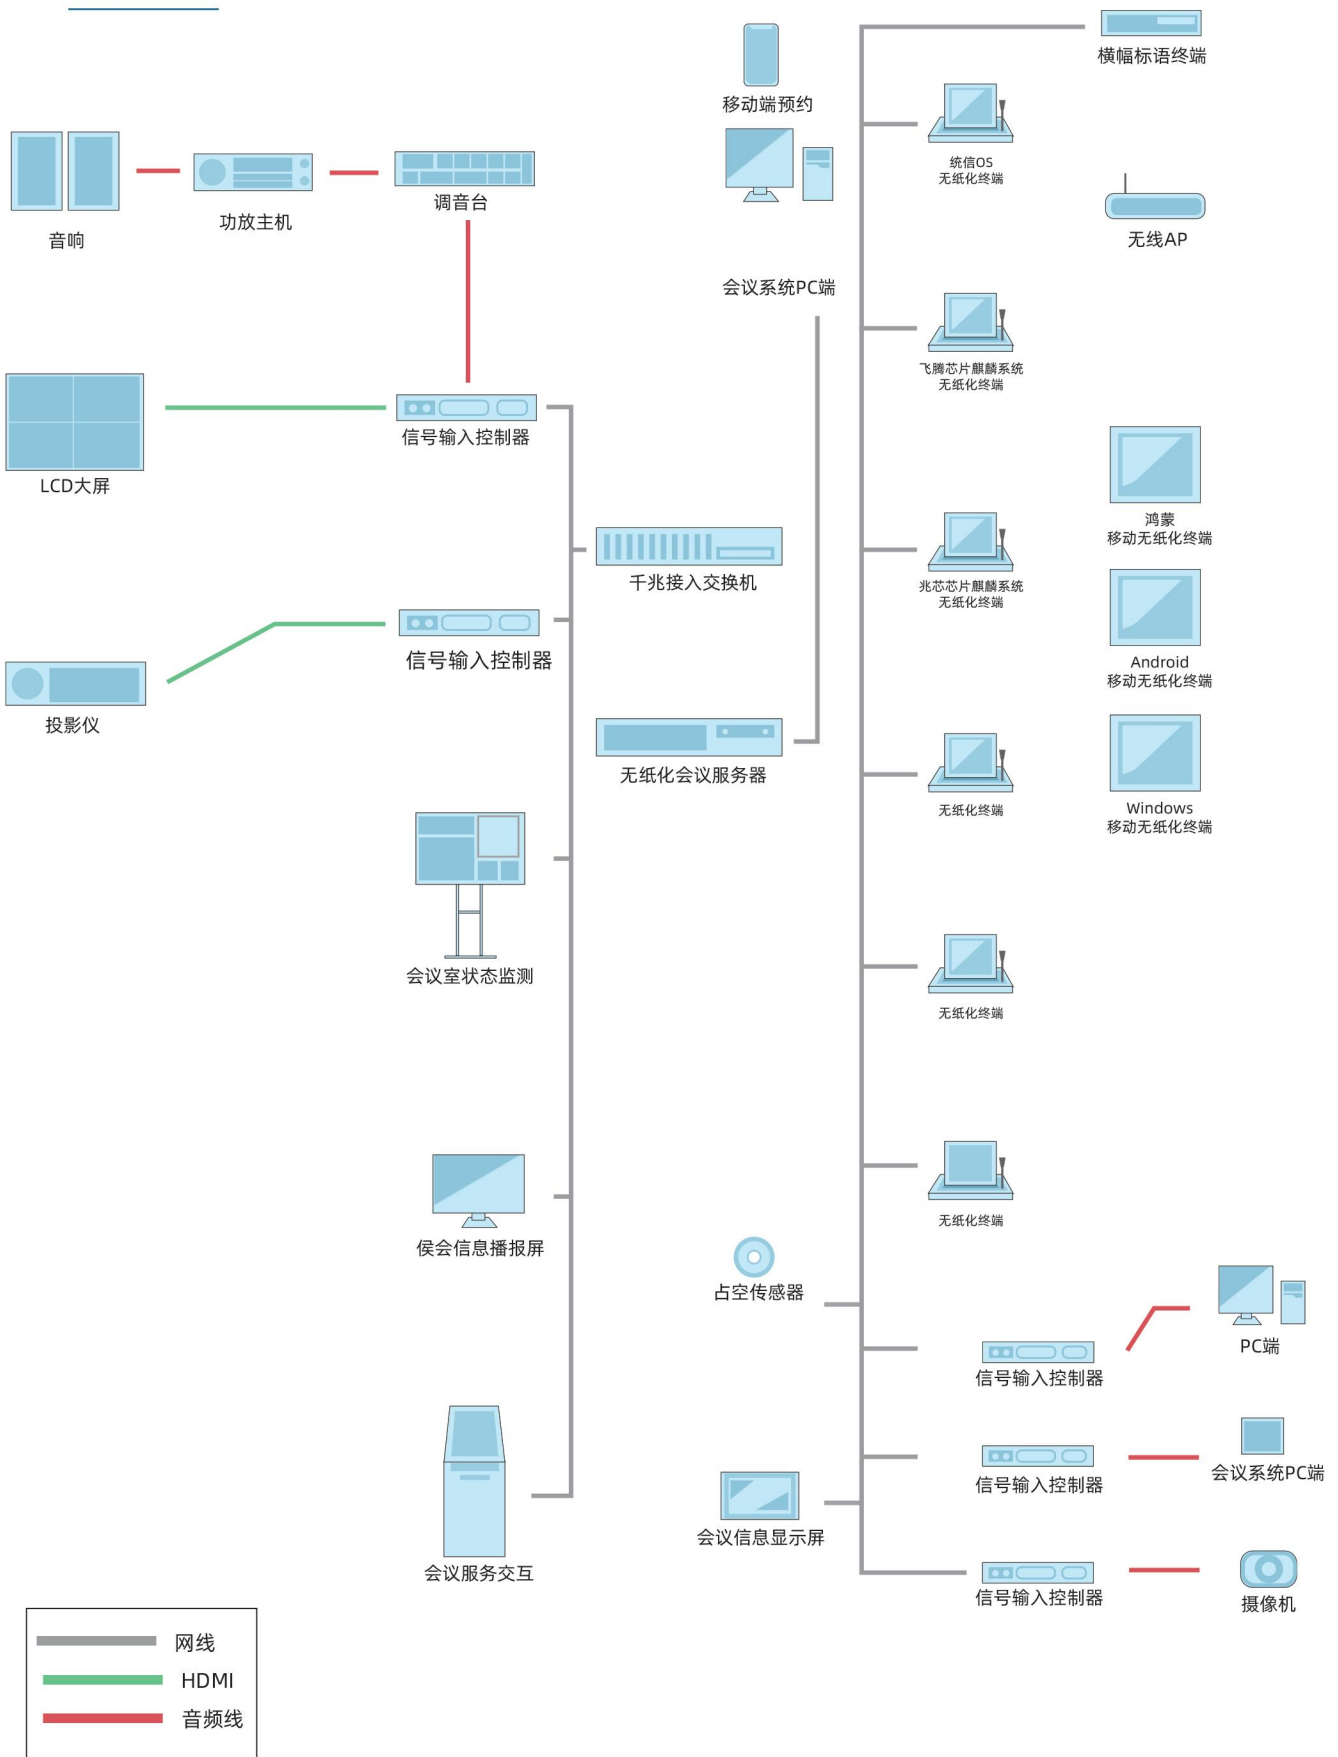 横幅标语终端
移动端预约
统信OS
无纸化终端
音响
功放主机
调音台
无线AP
会议系统PC端
飞腾芯片麒麟系统
无纸化终端
LCD大屏
信号输入控制器
鸿蒙
移动无纸化终端
千兆接入交换机
兆芯芯片麒麟系统
无纸化终端
信号输入控制器
Android
移动无纸化终端
投影仪
无纸化会议服务器
无纸化终端
Windows
移动无纸化终端
会议室状态监测
无纸化终端
无纸化终端
侯会信息播报屏
占空传感器
PC端
信号输入控制器
会议系统PC端
信号输入控制器
会议信息显示屏
会议服务交互
信号输入控制器
摄像机
网线
HDMI
音频线